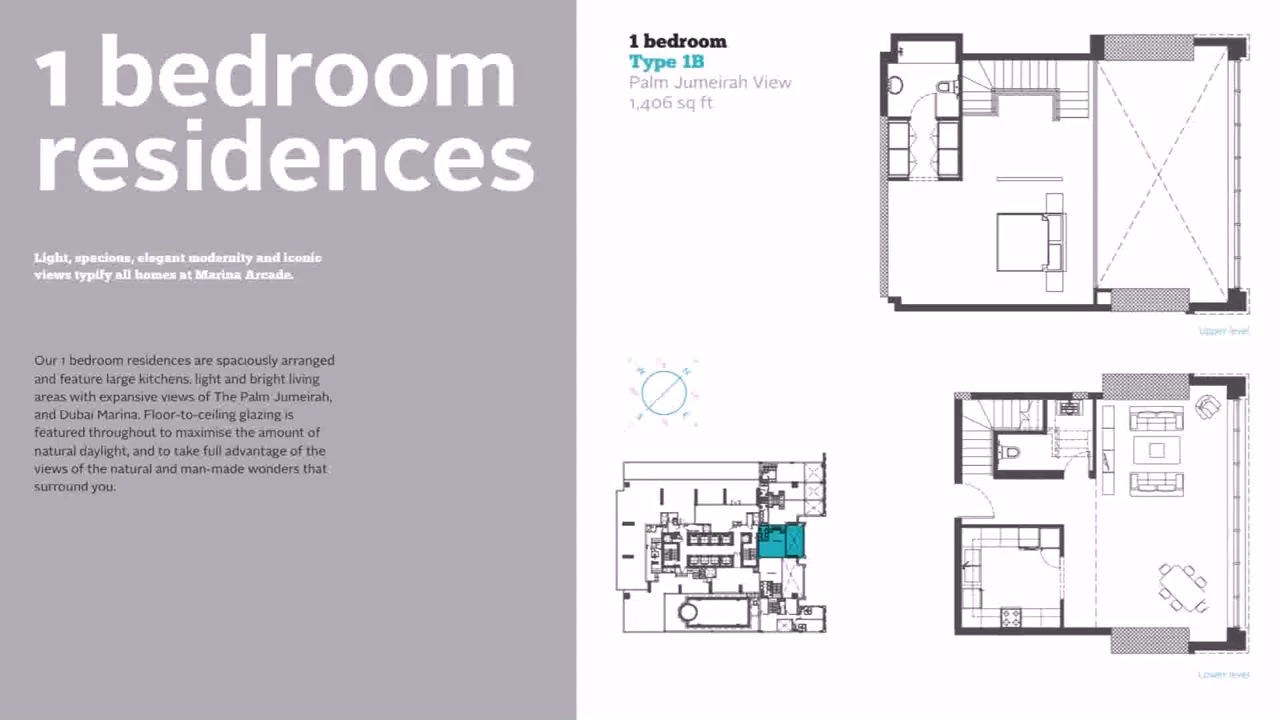 1 bedroom
residences
Light, spacious, elegant modernity and iconic
views typify all homes at Marina Arcade.
Our 1 bedroom residences are spaciously arranged
and feature large kitchens, light and bright living
areas with expansive views of The Palm Jumeirah,
and Dubai Marina. Floor-to-ceiling glazing is
featured throughout to maximise the amount of
natural daylight, and to take full advantage of the
views of the natural and man-made wonders that
surround you.
1 bedroom
Type 1B
Palm Jumeirah View
1,406 sq ft
Upper level
Lower level